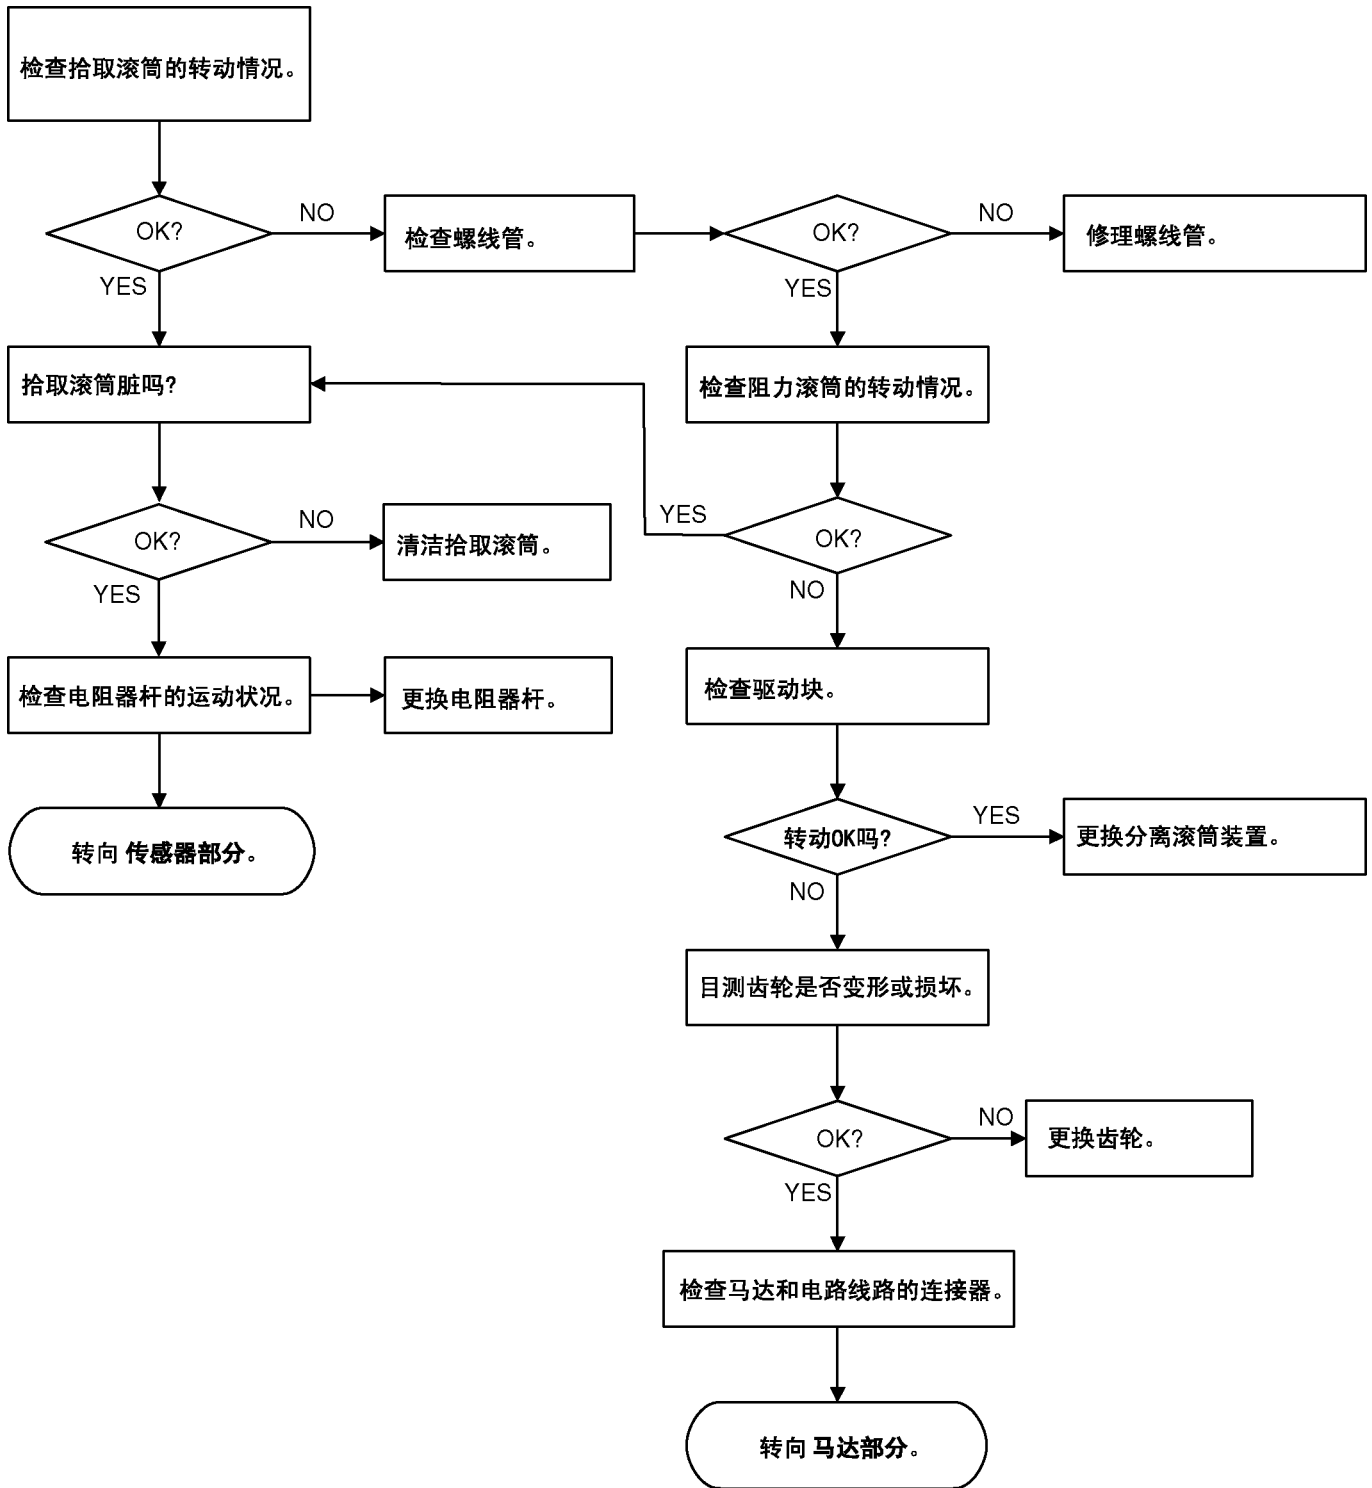 检查拾取滚筒的转动情况。
OK?
NO
检查螺线管。
OK?
NO
修理螺线管。
YES
YES
拾取滚筒脏吗?
检查阻力滚筒的转动情况。
OK?
NO
清洁拾取滚筒。
YES
OK?
YES
NO
检查电阻器杆的运动状况。
更换电阻器杆。
检查驱动块。
转向 传感器部分。
转动OK吗?
YES
更换分离滚筒装置。
NO
目测齿轮是否变形或损坏。
OK?
NO
更换齿轮。
YES
检查马达和电路线路的连接器。
转向 马达部分。